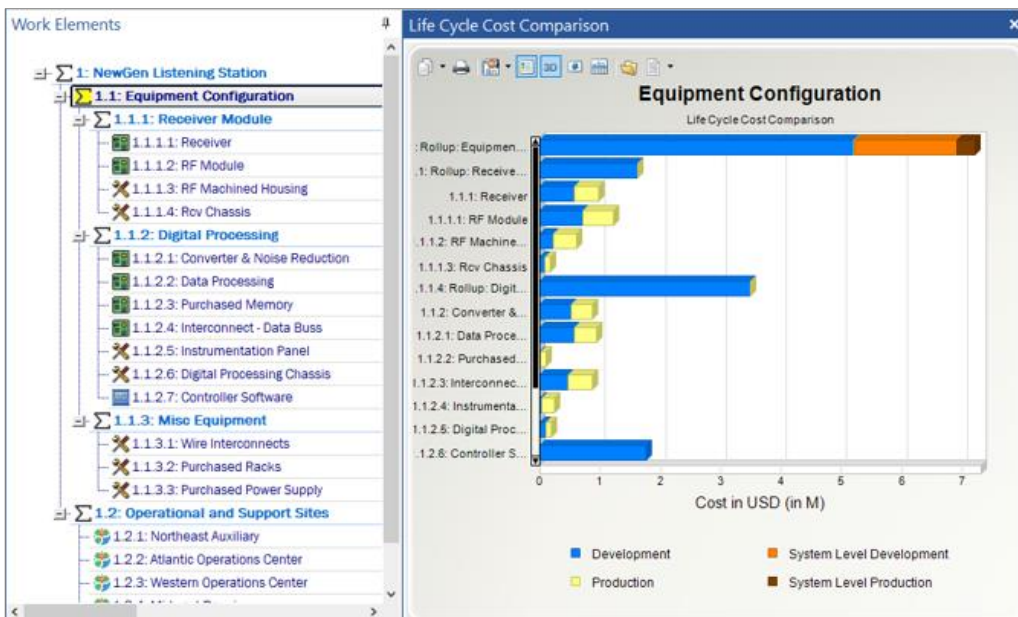 Work Elements
1: NewGen Listening Station
1.1: Equipment Configuration
1.1.1: Receiver Module
1.1.1.1: Receiver
1.1.1.2: RF Module
1.1.1.3: RF Machined Housing
1.1.1.4: Rcv Chassis
1.1.2: Digital Processing
1.1.2.1: Converter & Noise Reduction
1.1.2.2: Data Processing
1.1.2.3: Purchased Memory
1.1.2.4: Interconnect - Data Buss
1.1.2.5: Instrumentation Panel
1.1.2.6: Digital Processing Chassis
1.1.2.7: Controller Software
1.1.3: Misc Equipment
1.1.3.1: Wire Interconnects
1.1.3.2: Purchased Racks
1.1.3.3: Purchased Power Supply
1.2: Operational and Support Sites
1.2.1: Northeast Auxiliary
1.2.2: Atlantic Operations Center
1.2.3: Western Operations Center
Life Cycle Cost Comparison
3D
Equipment Configuration
Life Cycle Cost Comparison
: Rollup: Equipmen...
.1: Rollup: Receive...
1.1.1: Receiver
1.1.1.1: RF Module
.1.1.2: RF Machine...
1.1.1.3: Rcv Chassis
.1.1.4: Rollup: Digit...
1.1.2: Converter &...
1.1.2.1: Data Proce...
1.1.2.2: Purchased...
1.1.2.3: Interconnec...
1.1.2.4: Instrumenta...
1.1.2.5: Digital Proc...
.1.2.6: Controller S...
0 1 2 3 4 5 6 7
Cost in USD (in M)
Development
System Level Development
Production
System Level Production